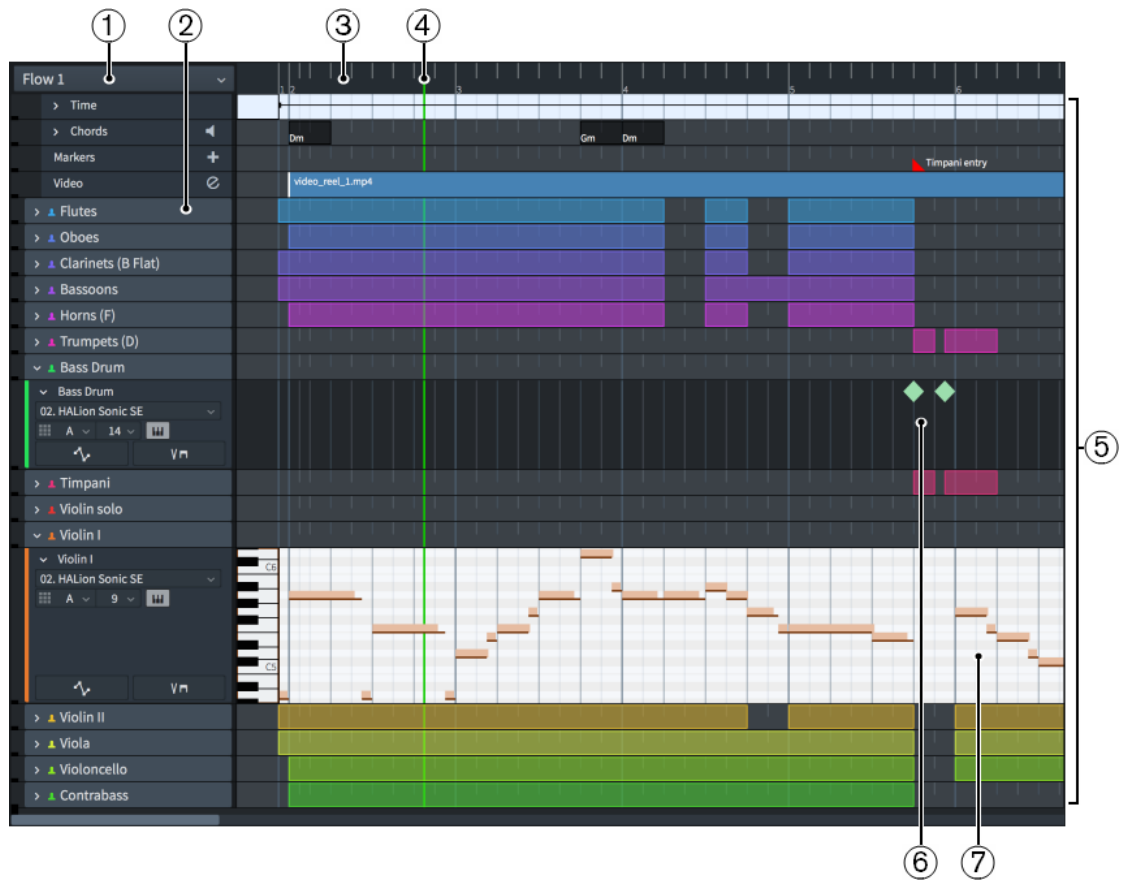 ① ② ③ ④
Flow 1
1 2 3 4 5 6
Time
Chords
Dm Gm Dm
Markers
Timpani entry
Video
video_reel_1.mp4
Flutes
Oboes
Clarinets (B Flat)
Bassoons
Horns (F)
Trumpets (D)
Bass Drum
Bass Drum
02. HALion Sonic SE
A 14
⑤
Timpani
Violin solo
Violin I
Violin I
C6
02. HALion Sonic SE
A 9
C5
Violin II
Viola
Violoncello
Contrabass
⑥ ⑦